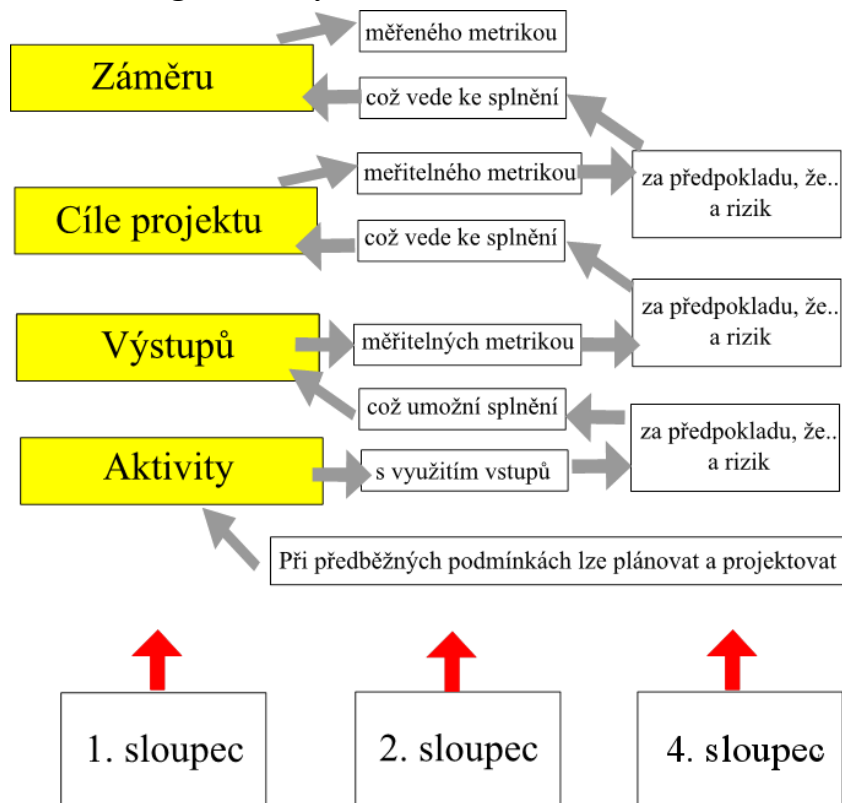 měřeného metrikou
Záměru
což vede ke splnění
meřitelného metrikou
za předpokladu, že..
a rizik
Cíle projektu
což vede ke splnění
za předpokladu, že..
a rizik
Výstupů
měřitelných metrikou
což umožní splnění
za předpokladu, že..
a rizik
Aktivity
s využitím vstupů
Při předběžných podmínkách lze plánovat a projektovat
1. sloupec
2. sloupec
4. sloupec